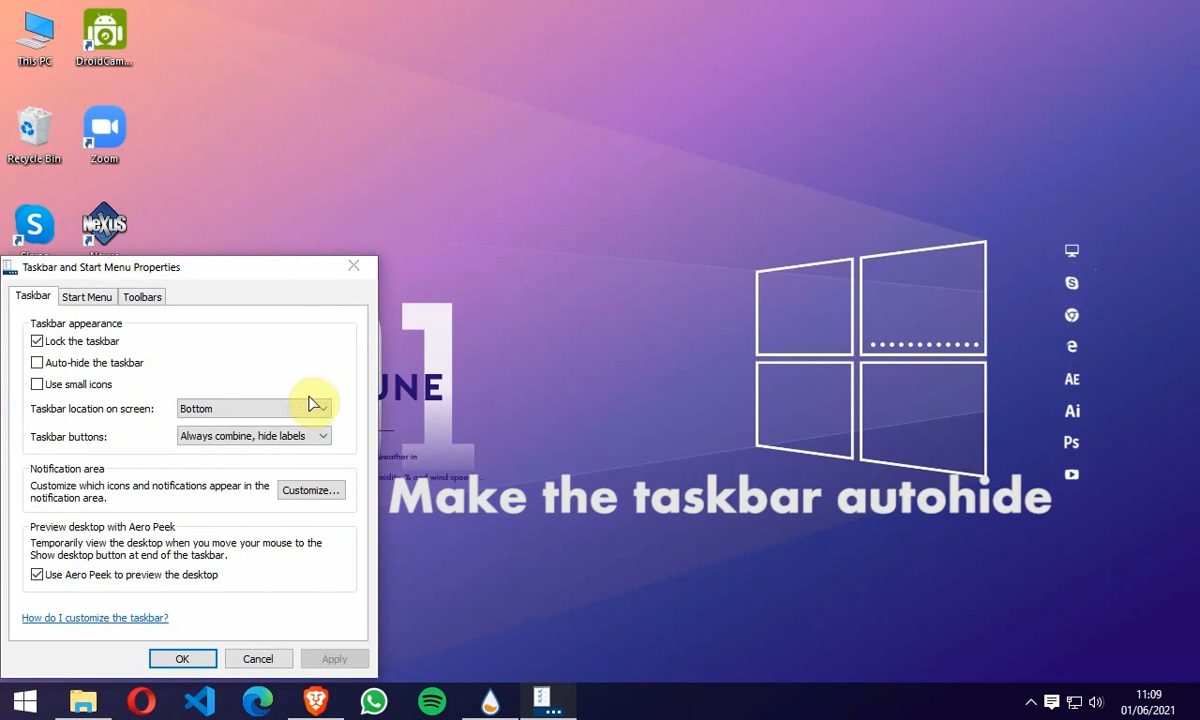 This PC
DroidCam...
Recycle Bin
Zoom
NeXuS
Taskbar and Start Menu Properties
Taskbar
Start Menu
Toolbars
Taskbar appearance
Lock the taskbar
Auto-hide the taskbar
Use small icons
Taskbar location on screen:
Bottom
Taskbar buttons:
Always combine, hide labels
Notification area
Customize which icons and notifications appear in the
notification area.
Customize...
Preview desktop with Aero Peek
Temporarily view the desktop when you move your mouse to the
Show desktop button at end of the taskbar.
Use Aero Peek to preview the desktop
How do I customize the taskbar?
OK
Cancel
Apply
1
UNE
weather in
Make the taskbar autohide
AE
Ai
Ps
11:09
01/06/2021